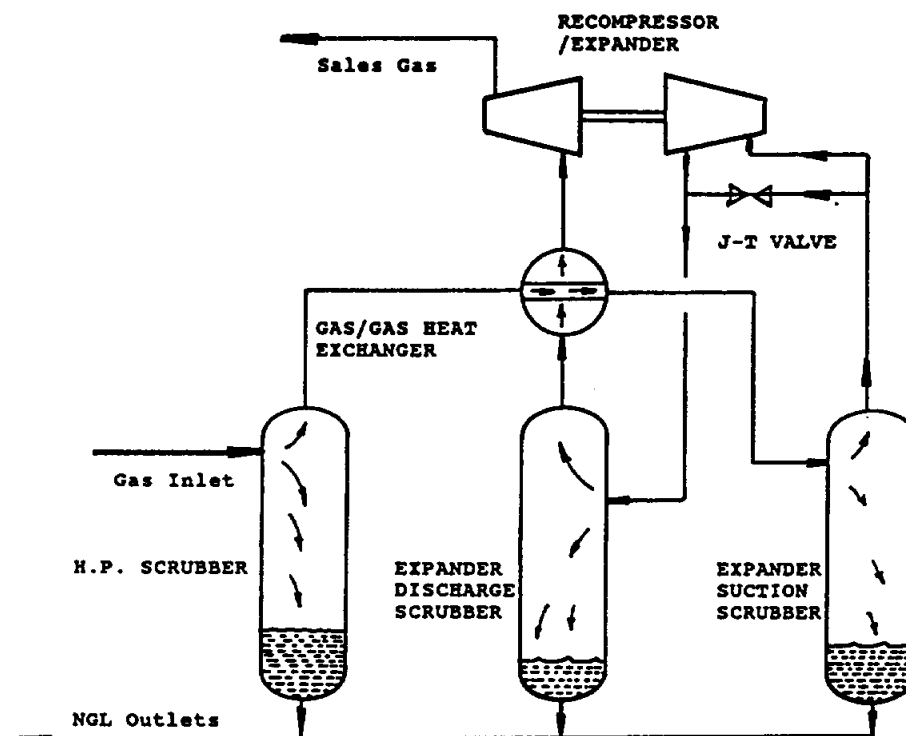 RECOMPRESSOR
/EXPANDER
Sales Gas
J-T VALVE
GAS/GAS HEAT
EXCHANGER
Gas Inlet
H.P. SCRUBBER
EXPANDER
DISCHARGE
SCRUBBER
EXPANDER
SUCTION
SCRUBBER
NGL Outlets